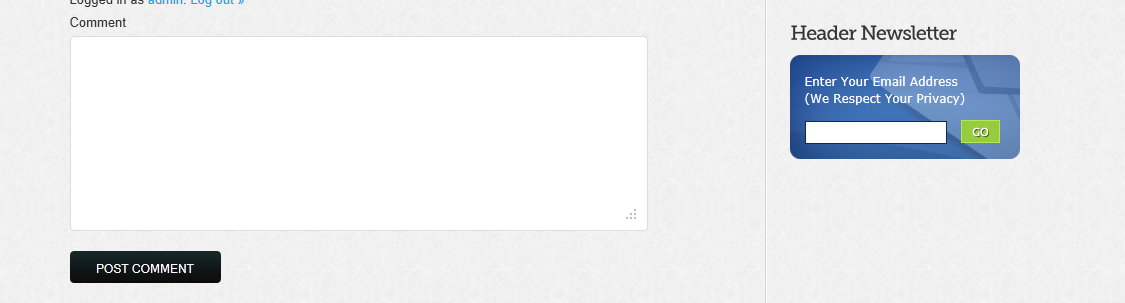 Logged in as admin. Log out »
Comment
POST COMMENT
Header Newsletter
Enter Your Email Address
(We Respect Your Privacy)
GO